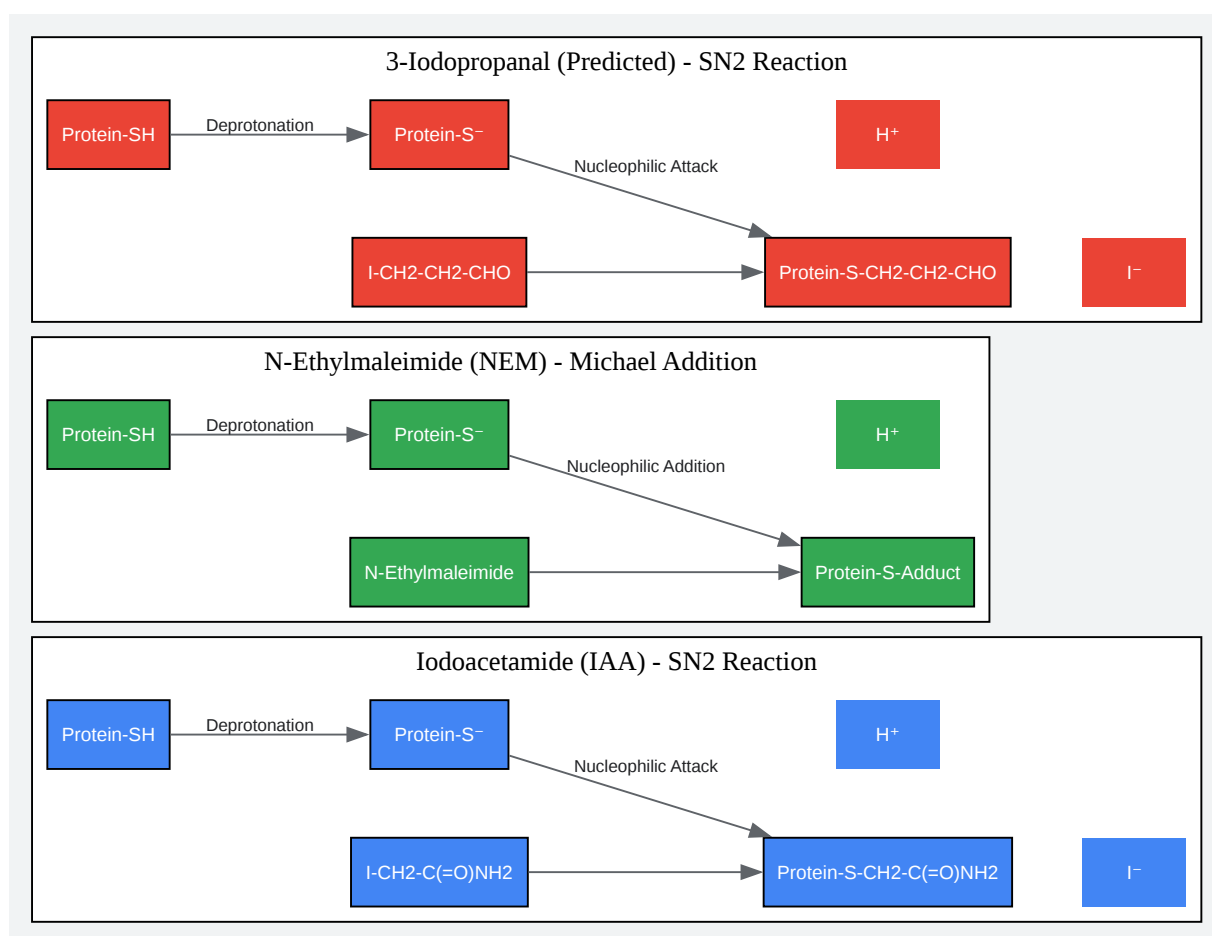 3-Iodopropanal (Predicted) - SN2 Reaction
Protein-SH
Deprotonation
Protein-S⁻
H⁺
Nucleophilic Attack
I-CH2-CH2-CHO
Protein-S-CH2-CH2-CHO
I⁻
N-Ethylmaleimide (NEM) - Michael Addition
Protein-SH
Deprotonation
Protein-S⁻
H⁺
Nucleophilic Addition
N-Ethylmaleimide
Protein-S-Adduct
Iodoacetamide (IAA) - SN2 Reaction
Protein-SH
Deprotonation
Protein-S⁻
H⁺
Nucleophilic Attack
I-CH2-C(=O)NH2
Protein-S-CH2-C(=O)NH2
I⁻